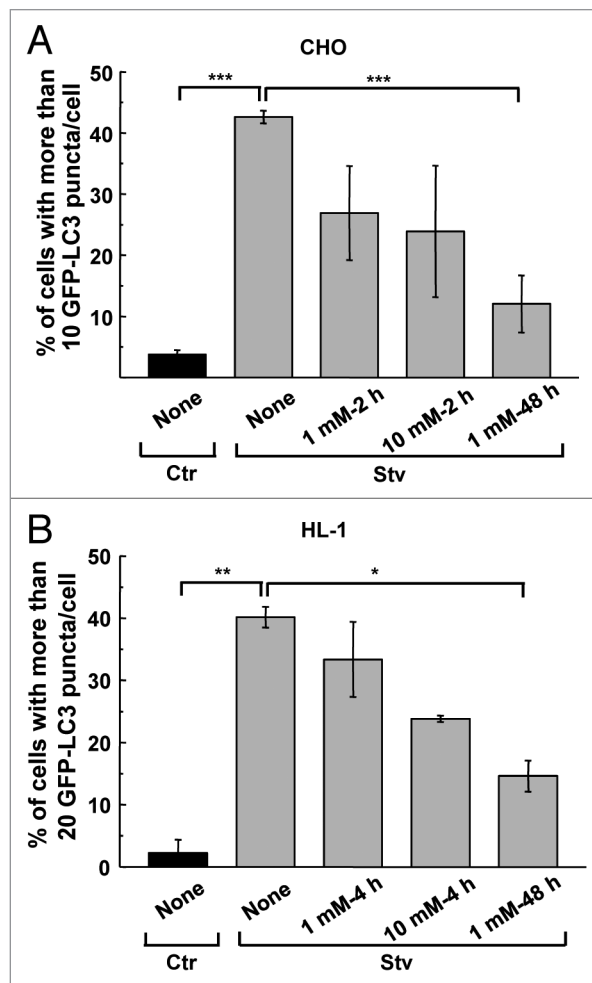 A
CHO
% of cells with more than
10 GFP-LC3 puncta/cell
50
40
30
20
10
***
***
None
None
1 mM-2 h
10 mM-2 h
1 mM-48 h
Ctr
Stv
B
HL-1
% of cells with more than
20 GFP-LC3 puncta/cell
50
40
30
20
10
0
**
*
None
None
1 mM-4 h
10 mM-4 h
1 mM-48 h
Ctr
Stv